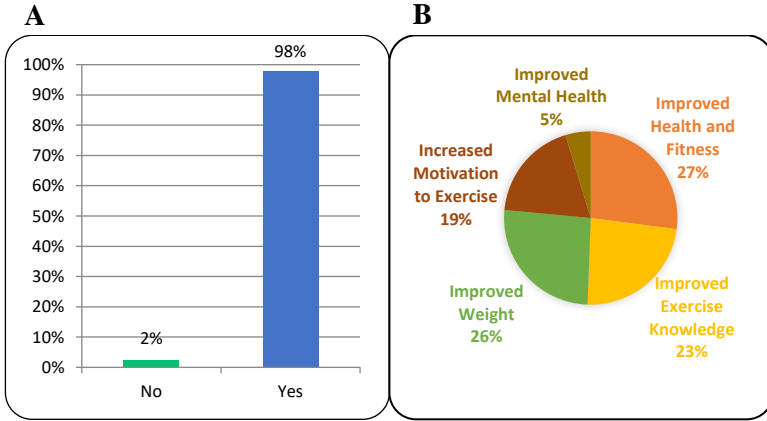 A
98%
100%
90%
80%
70%
60%
50%
40%
30%
20%
10%
0%
2%
No
Yes
B
Improved
Mental Health
5%
Improved
Health and
Fitness
27%
Increased
Motivation
to Exercise
19%
Improved
Weight
26%
Improved
Exercise
Knowledge
23%